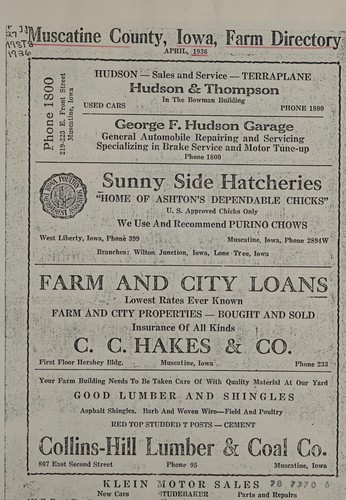 1936
Muscatine County, Iowa, Farm Directory
APRIL, 1936
Phone 1800
219-223 E. Front Street
Muscatine, Iowa
HUDSON — Sales and Service — TERRAPLANE
Hudson & Thompson
In The Bowman Building
USED CARS PHONE 1800
George F. Hudson Garage
General Automobile Repairing and Servicing
Specializing in Brake Service and Motor Tune-up
Phone 1800
Sunny Side Hatcheries
"HOME OF ASHTON'S DEPENDABLE CHICKS"
U. S. Approved Chicks Only
We Use And Recommend PURINO CHOWS
West Liberty, Iowa, Phone 399 Muscatine, Iowa, Phone 2894W
Branches: Wilton Junction, Iowa, Lone Tree, Iowa
FARM AND CITY LOANS
Lowest Rates Ever Known
FARM AND CITY PROPERTIES — BOUGHT AND SOLD
Insurance Of All Kinds
C. C. HAKES & CO.
First Floor Hershey Bldg. Muscatine, Iowa Phone 233
Your Farm Building Needs To Be Taken Care Of With Quality Material At Our Yard
GOOD LUMBER AND SHINGLES
Asphalt Shingles. Barb And Woven Wire—Field And Poultry
RED TOP STUDDED T POSTS — CEMENT
Collins-Hill Lumber & Coal Co.
807 East Second Street Phone 95 Muscatine, Iowa
KLEIN MOTOR SALES
New Cars STUDEBAKER Parts and Repairs